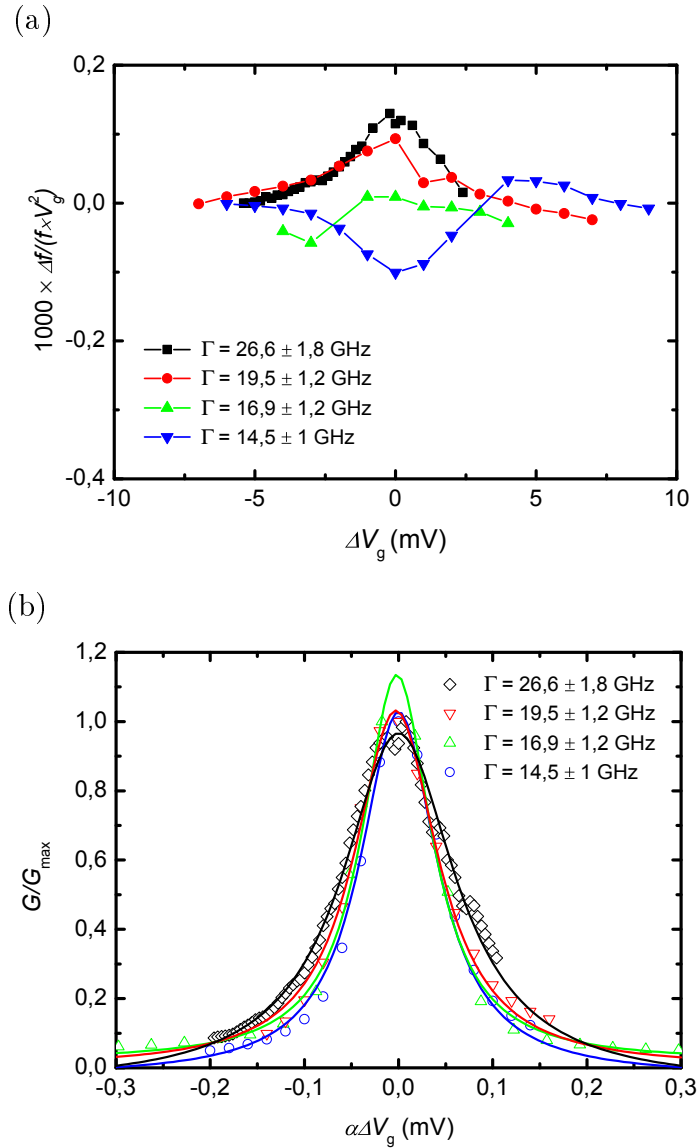 (a)
0,2
0,0
-0,2
-0,4
1000 × Δf/(f×V_g^2)
Γ = 26,6 ± 1,8 GHz
Γ = 19,5 ± 1,2 GHz
Γ = 16,9 ± 1,2 GHz
Γ = 14,5 ± 1 GHz
-10 -5 0 5 10
ΔV_g (mV)
(b)
1,2
1,0
0,8
0,6
0,4
0,2
0,0
G/G_max
Γ = 26,6 ± 1,8 GHz
Γ = 19,5 ± 1,2 GHz
Γ = 16,9 ± 1,2 GHz
Γ = 14,5 ± 1 GHz
-0,3 -0,2 -0,1 0,0 0,1 0,2 0,3
αΔV_g (mV)